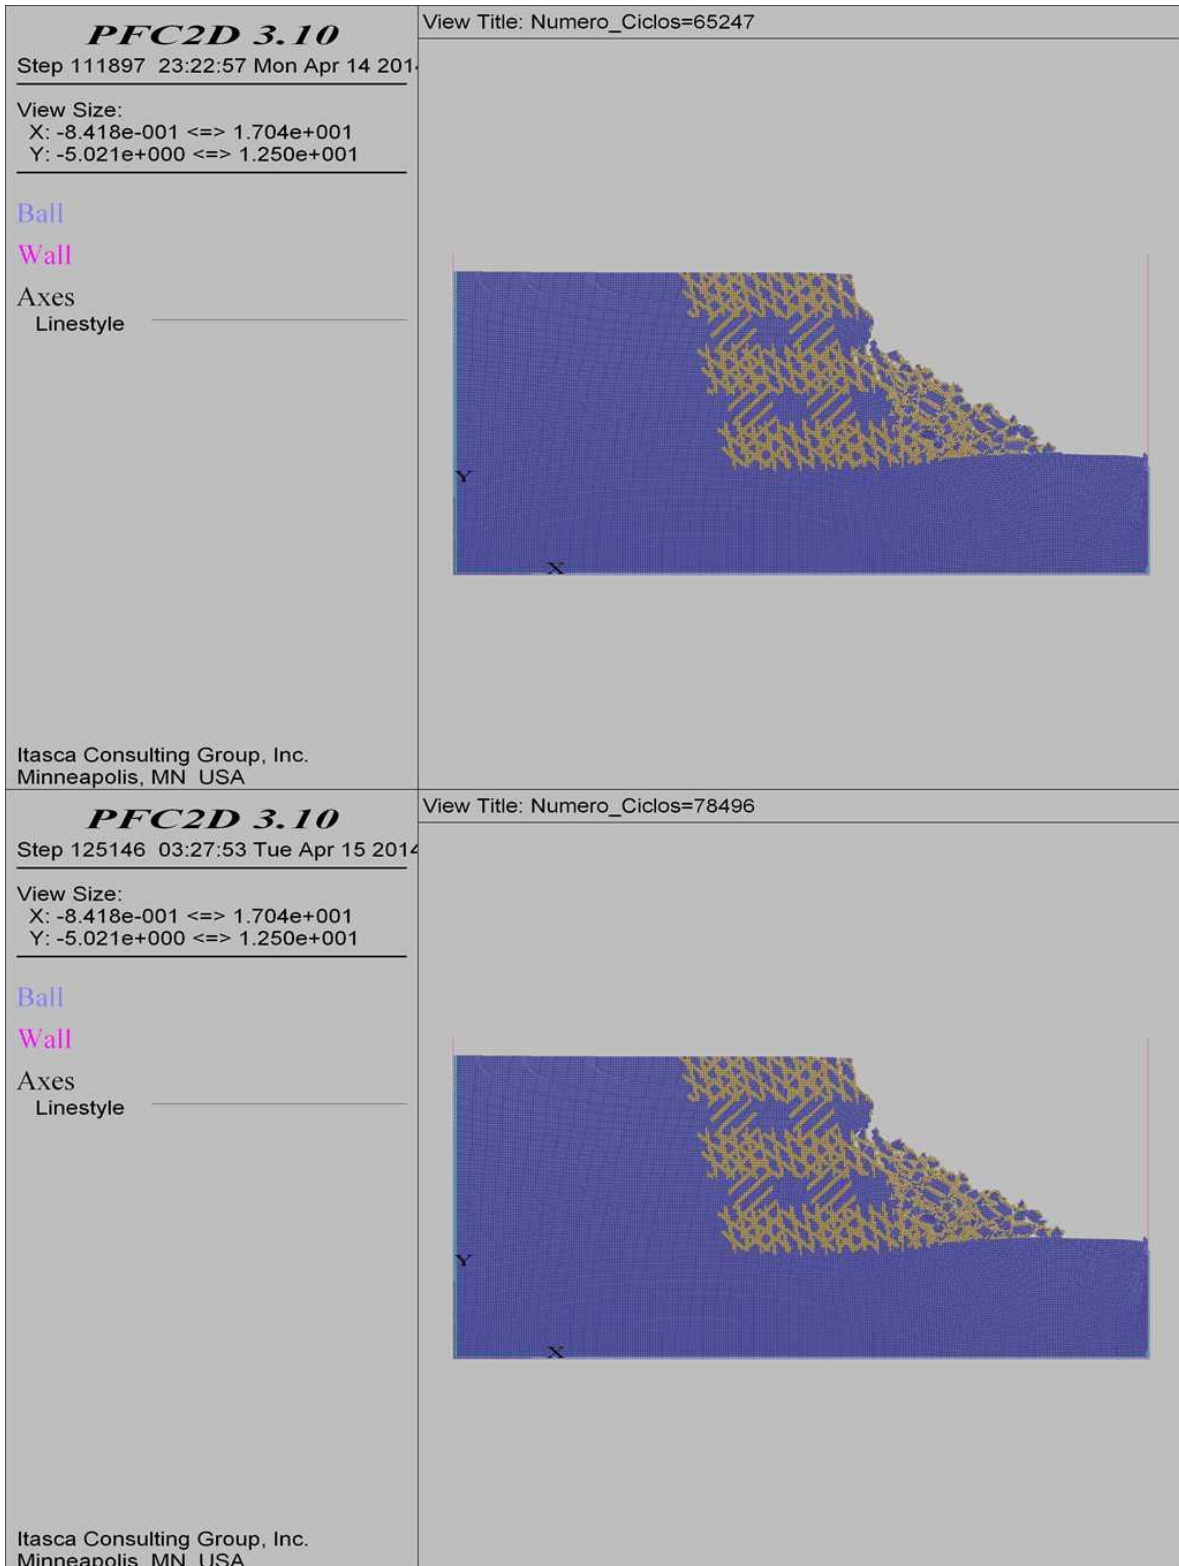 PFC2D 3.10
Step 111897 23:22:57 Mon Apr 14 201
View Size:
X: -8.418e-001 <=> 1.704e+001
Y: -5.021e+000 <=> 1.250e+001
Ball
Wall
Axes
Linestyle
Itasca Consulting Group, Inc.
Minneapolis, MN USA
View Title: Numero_Ciclos=65247
Y
X
PFC2D 3.10
Step 125146 03:27:53 Tue Apr 15 2014
View Size:
X: -8.418e-001 <=> 1.704e+001
Y: -5.021e+000 <=> 1.250e+001
Ball
Wall
Axes
Linestyle
Itasca Consulting Group, Inc.
Minneapolis, MN USA
View Title: Numero_Ciclos=78496
Y
X